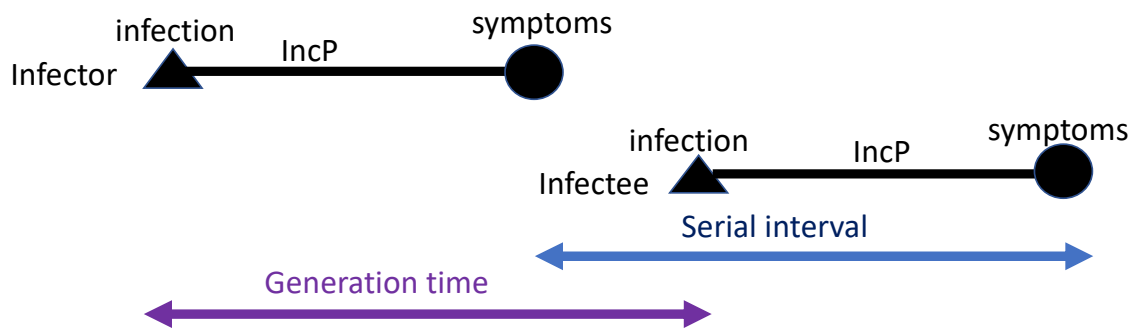 infection
IncP
symptoms
Infector
infection
IncP
symptoms
Infectee
Serial interval
Generation time